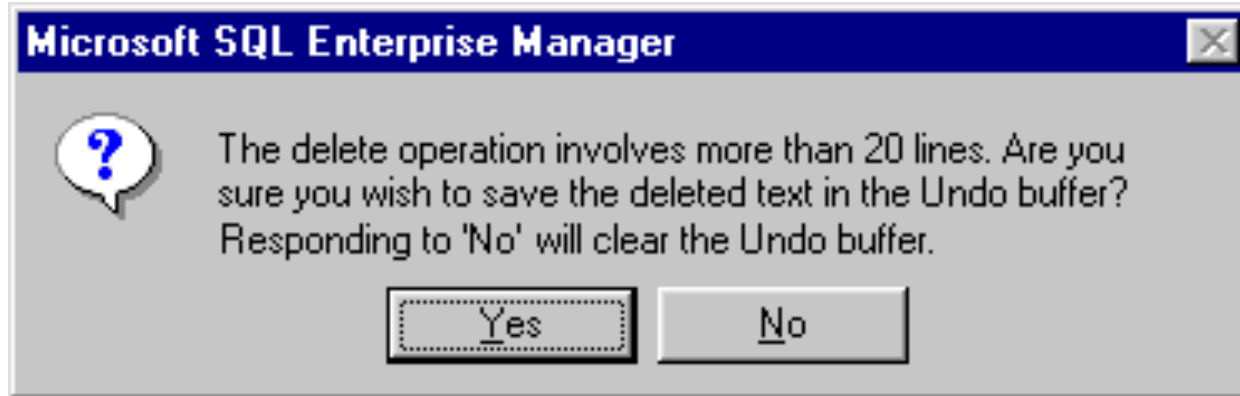 Microsoft SQL Enterprise Manager
?
The delete operation involves more than 20 lines. Are you
sure you wish to save the deleted text in the Undo buffer?
Responding to 'No' will clear the Undo buffer.
Yes
No